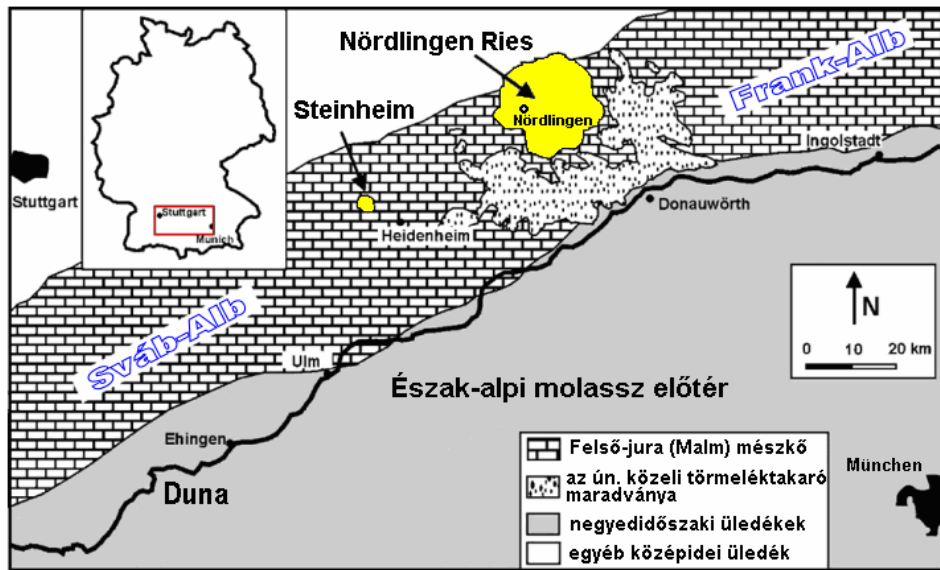 Nördlingen Ries
Frank-Alb
Steinheim
Nördlingen
Ingolstadt
Stuttgart
Stuttgart
Munich
Donauwörth
Heidenheim
N
0 10 20 km
Sváb-Alb
Ulm
Észak-alpi molassz előtér
Ehingen
Duna
Felső-jura (Malm) mészkő
az ún. közeli törmeléktakaró
maradványa
negyedidőszaki üledékek
egyéb középidei üledék
München